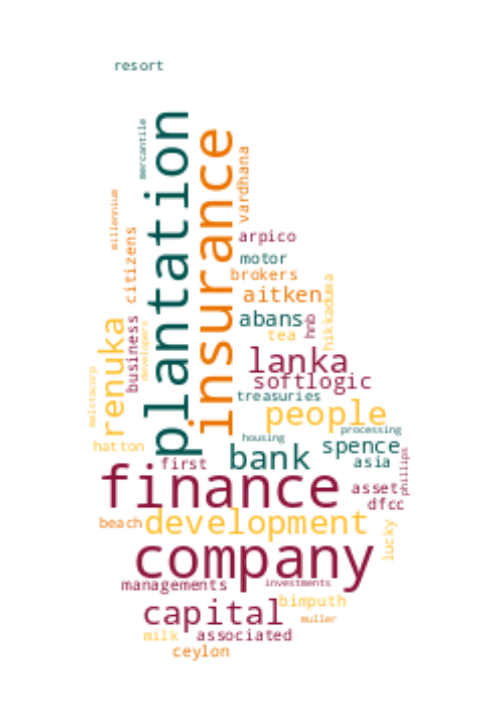 resort
mercantile
plantation
insurance
vardhana
millennium
citizens
arpico
motor
brokers
aitken
hikkaduwa
abans
hnb
tea
business
developers
renuka
melstacorp
lanka
softlogic
treasuries
people
processing
housing
hatton
first
bank
spence
asia
phillips
finance
asset
dfcc
beach
development
lucky
company
managements
investments
bimputh
capital
muller
milk
associated
ceylon